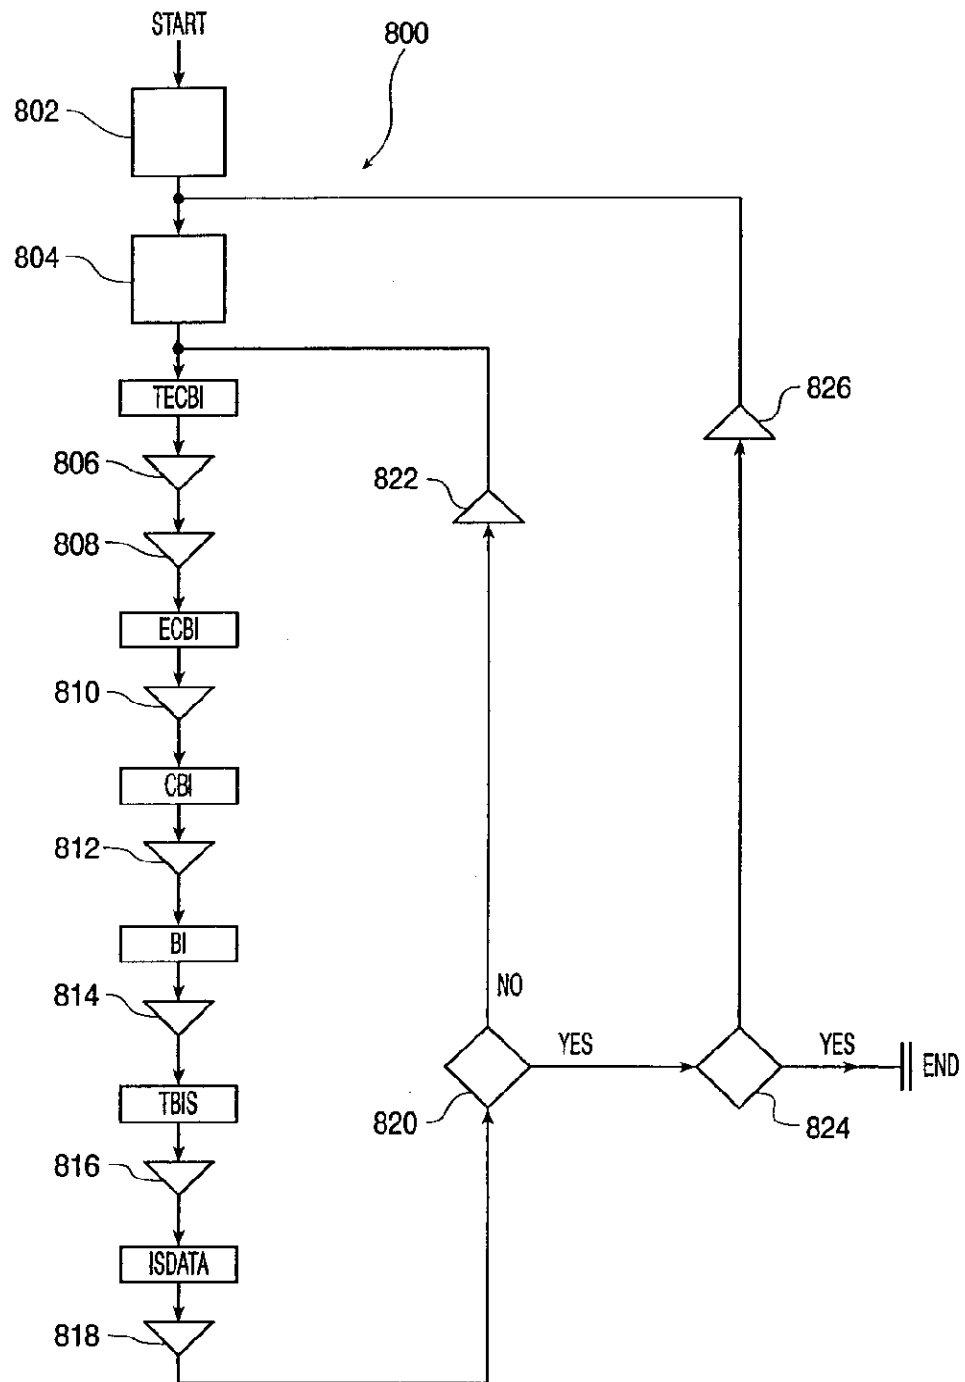 START
800
802
804
TECBI
826
806
822
808
ECBI
810
CBI
812
BI
814
NO
YES
YES
END
TBIS
820
824
816
ISDATA
818